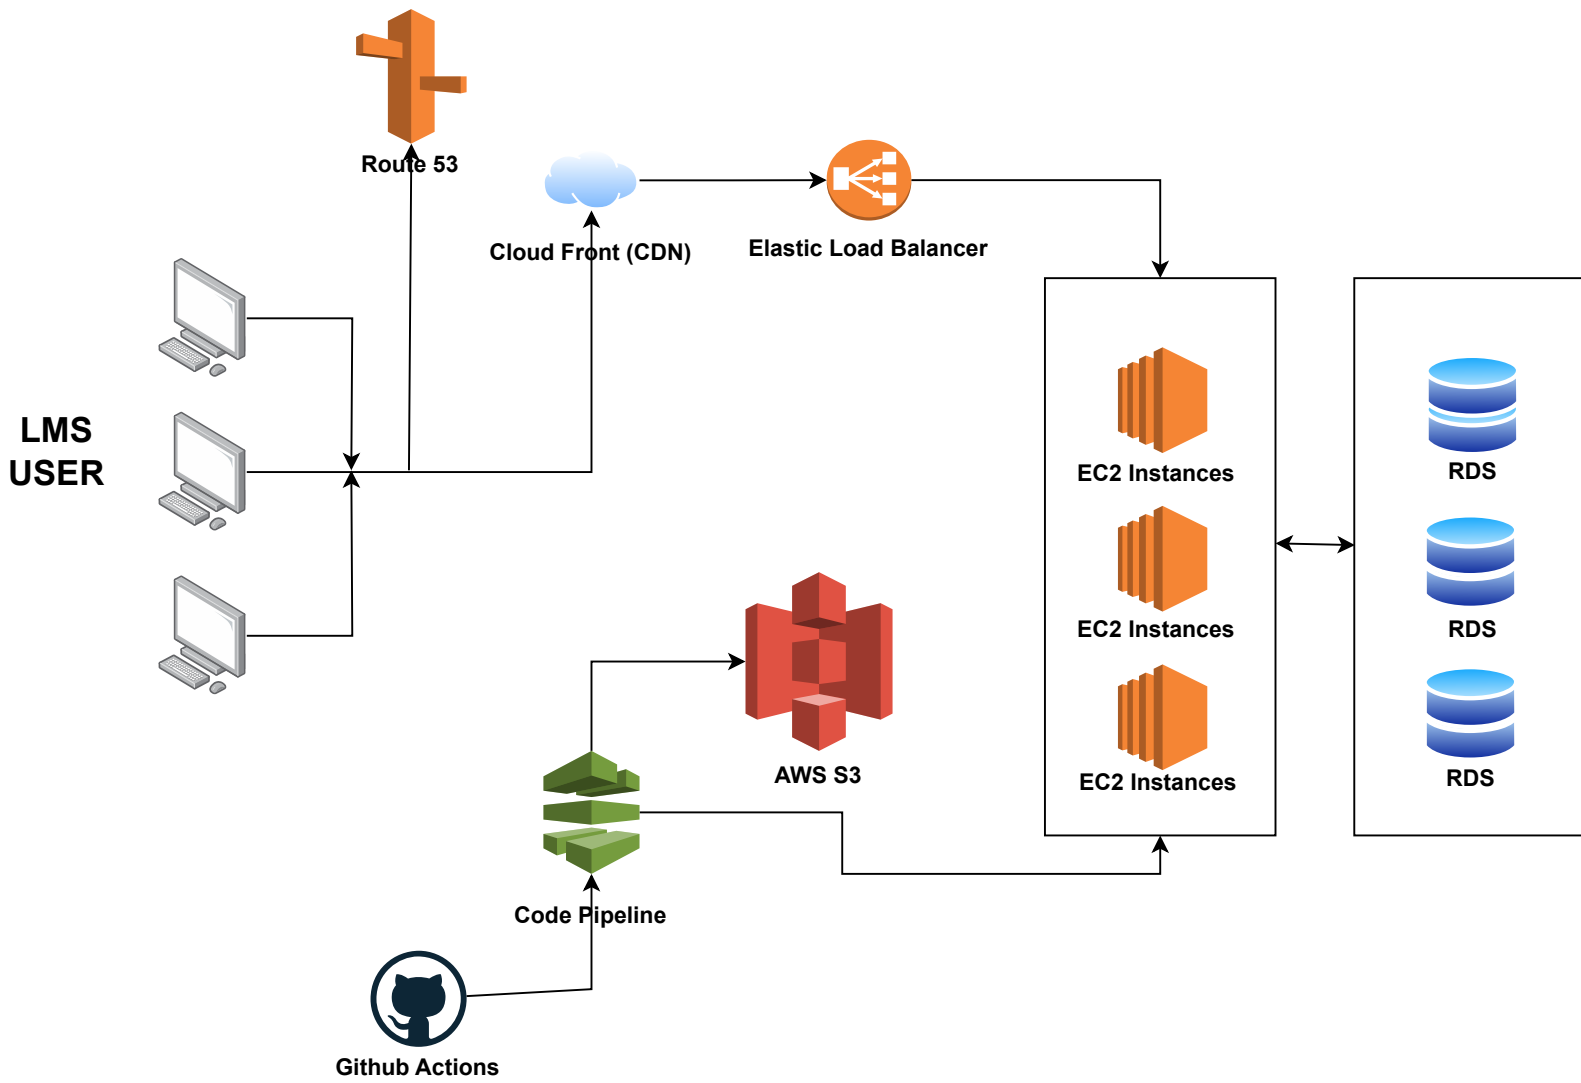 Route 53
Cloud Front (CDN)
Elastic Load Balancer
LMS
USER
EC2 Instances
RDS
EC2 Instances
RDS
AWS S3
EC2 Instances
RDS
Code Pipeline
Github Actions